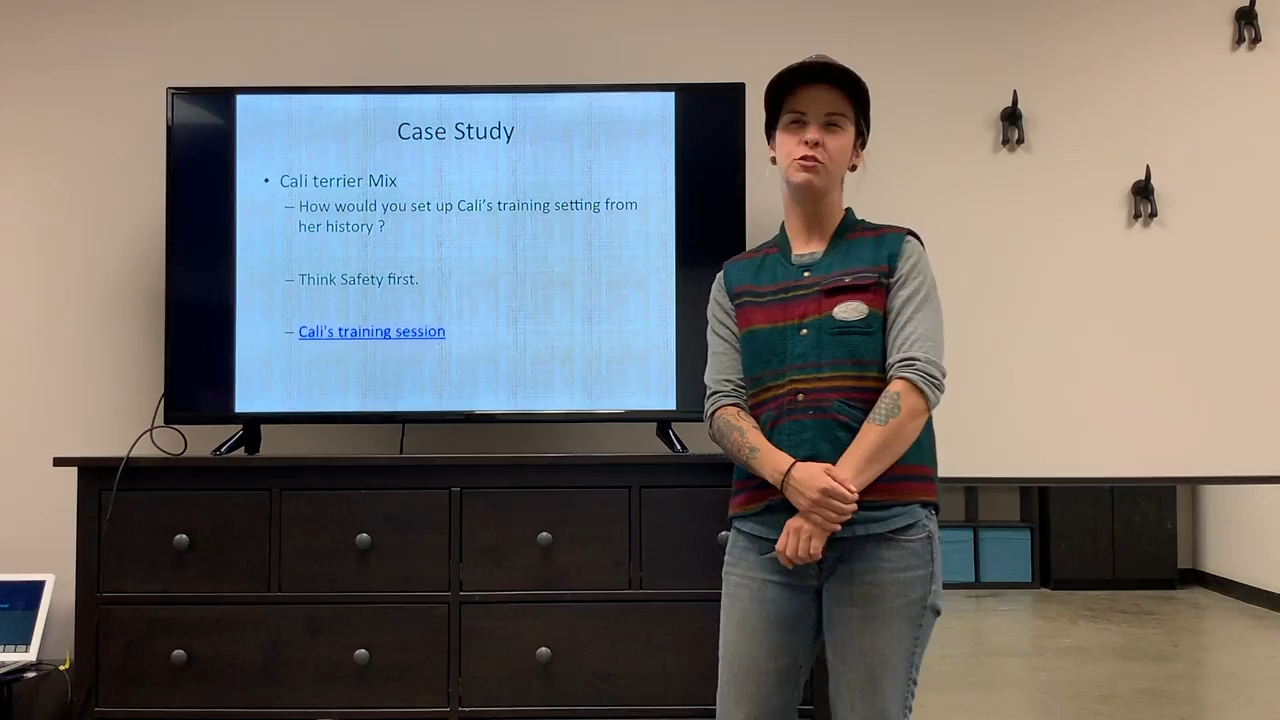 Case Study
• Cali terrier Mix
– How would you set up Cali's training setting from
her history ?
– Think Safety first.
– Cali's training session